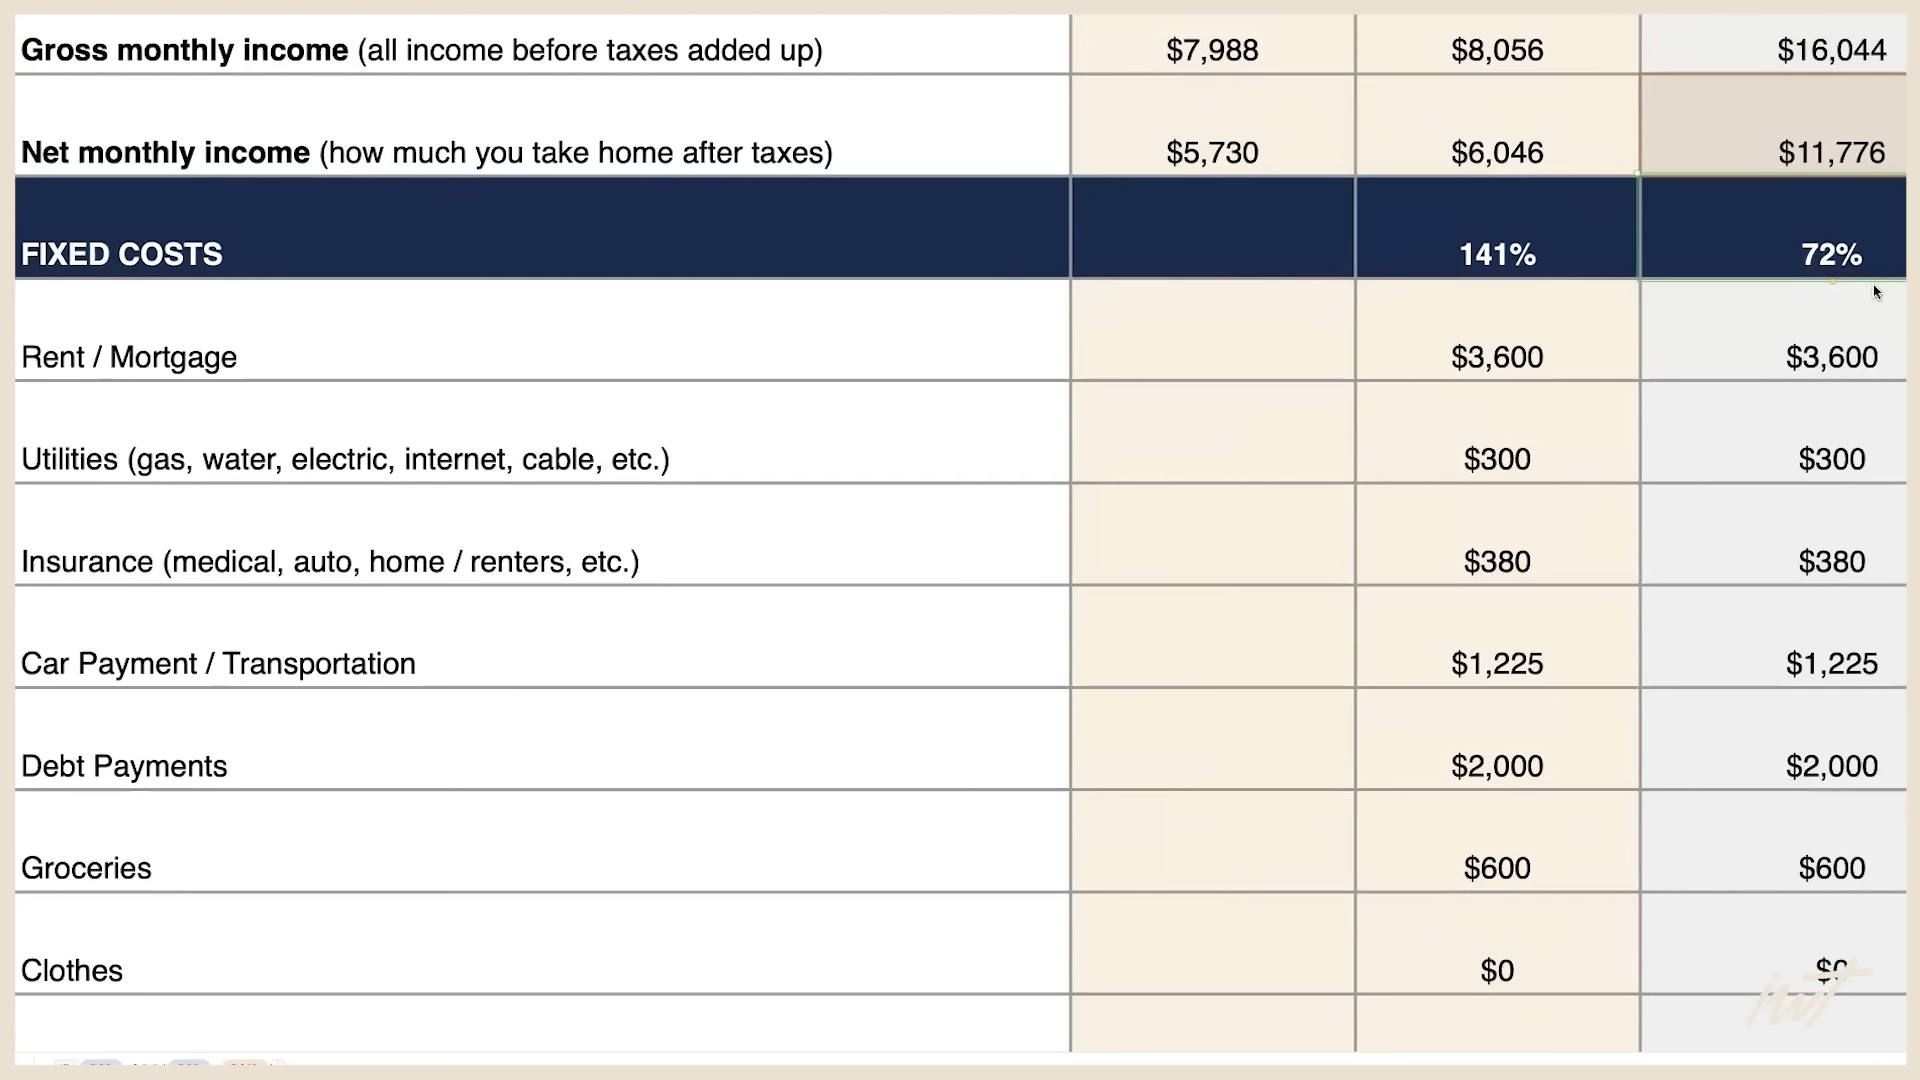 Gross monthly income (all income before taxes added up) $7,988 $8,056 $16,044
Net monthly income (how much you take home after taxes) $5,730 $6,046 $11,776
FIXED COSTS 141% 72%
Rent / Mortgage $3,600 $3,600
Utilities (gas, water, electric, internet, cable, etc.) $300 $300
Insurance (medical, auto, home / renters, etc.) $380 $380
Car Payment / Transportation $1,225 $1,225
Debt Payments $2,000 $2,000
Groceries $600 $600
Clothes $0 $0
iwt